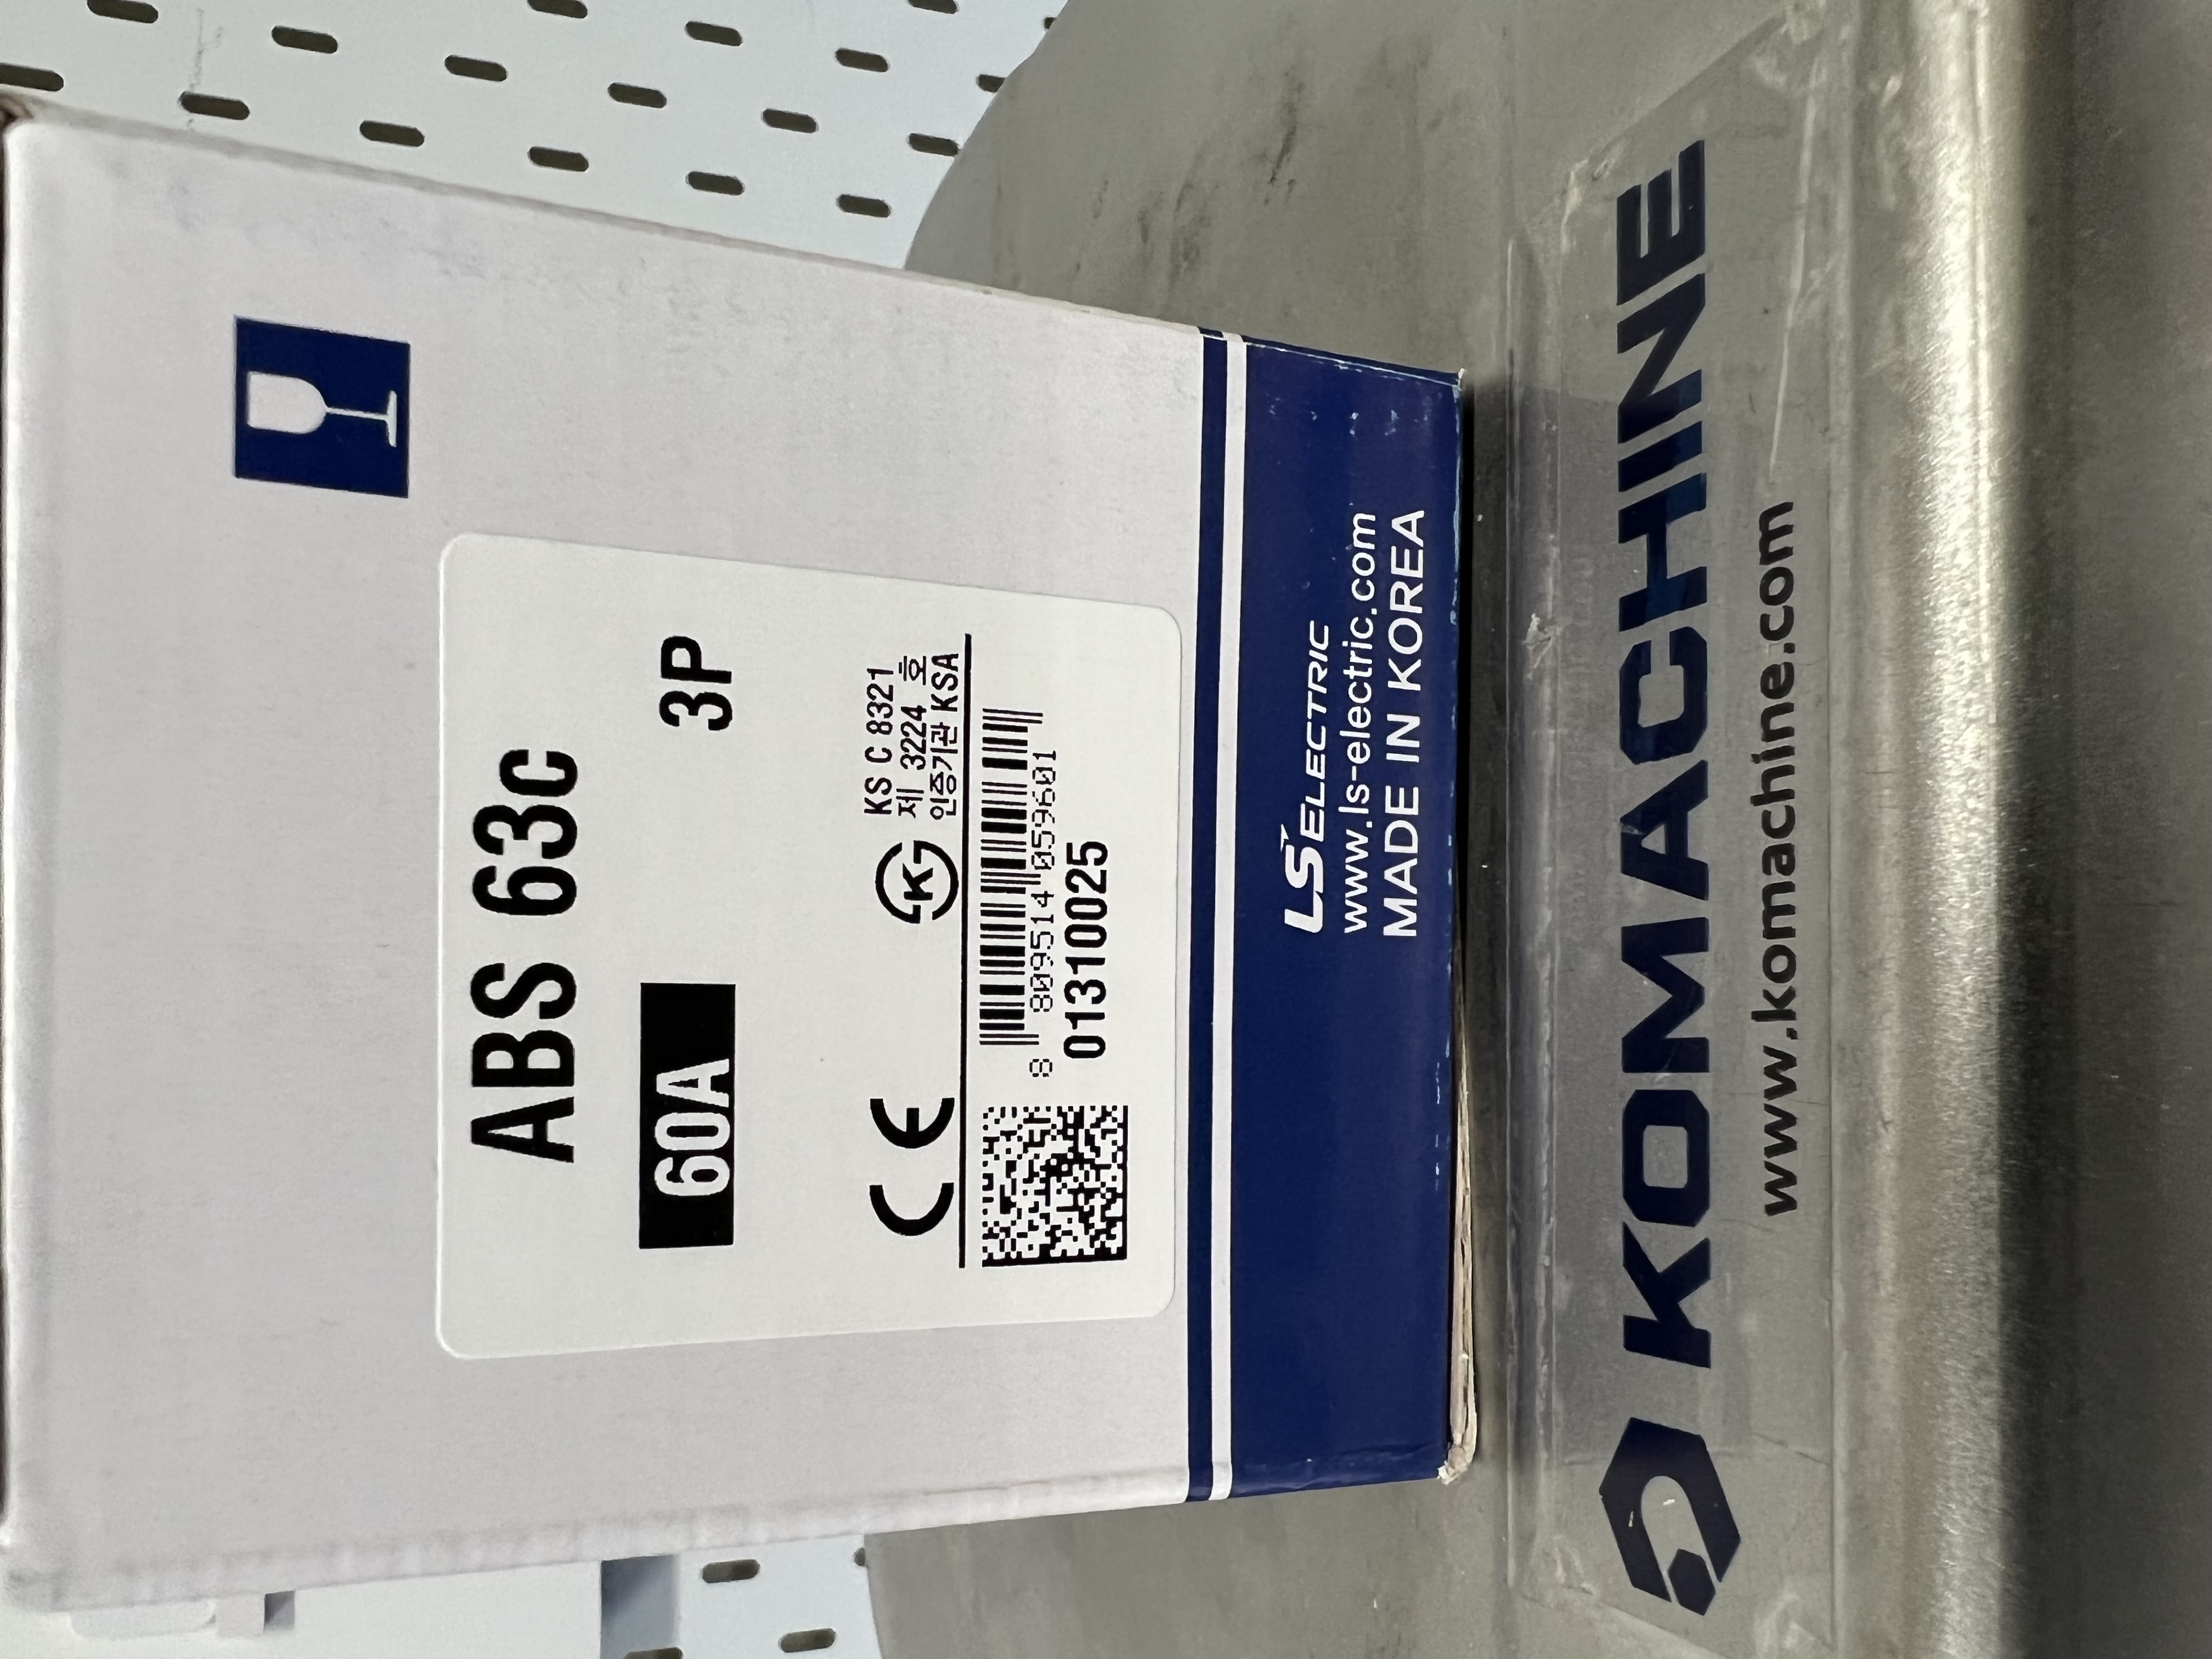 ABS 63c
60A
3P
KS C 8321
제 3224 호
인증기관 KSA
CE
8 809514 059601
01310025
LS ELECTRIC
www.ls-electric.com
MADE IN KOREA
KOMACHINE
www.komachine.com